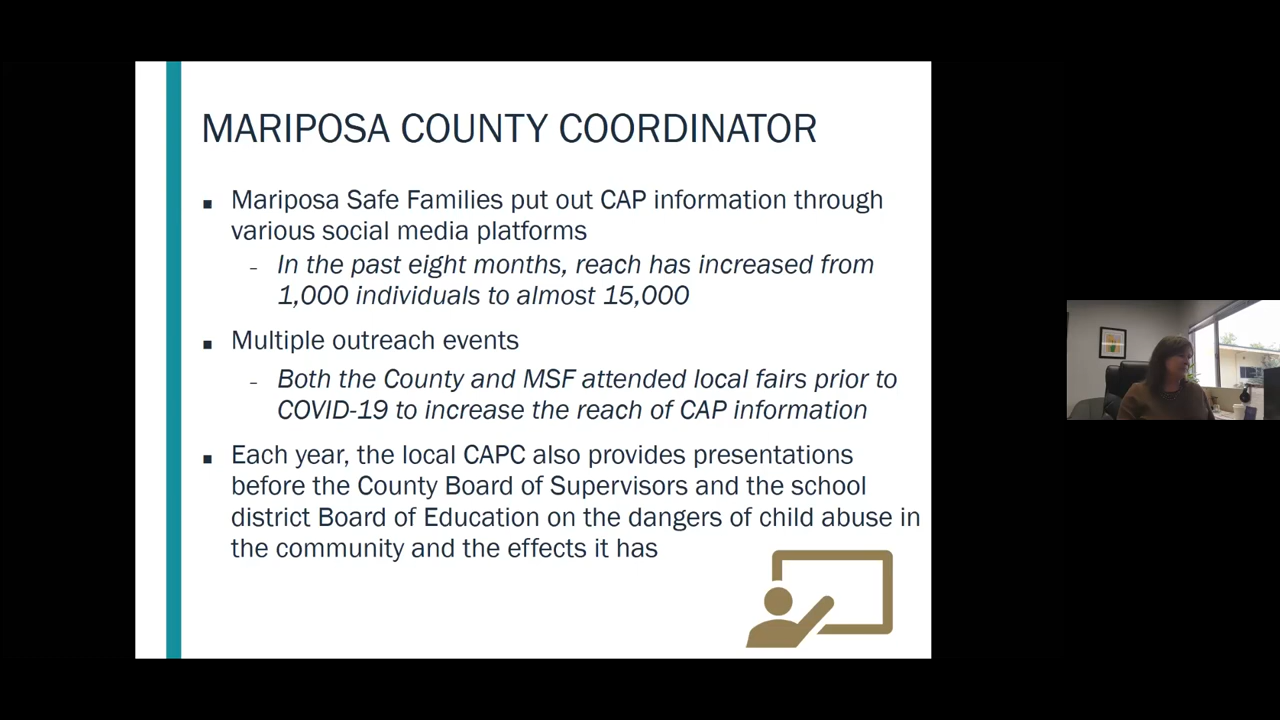 MARIPOSA COUNTY COORDINATOR
▪ Mariposa Safe Families put out CAP information through
various social media platforms
– In the past eight months, reach has increased from
1,000 individuals to almost 15,000
▪ Multiple outreach events
– Both the County and MSF attended local fairs prior to
COVID-19 to increase the reach of CAP information
▪ Each year, the local CAPC also provides presentations
before the County Board of Supervisors and the school
district Board of Education on the dangers of child abuse in
the community and the effects it has